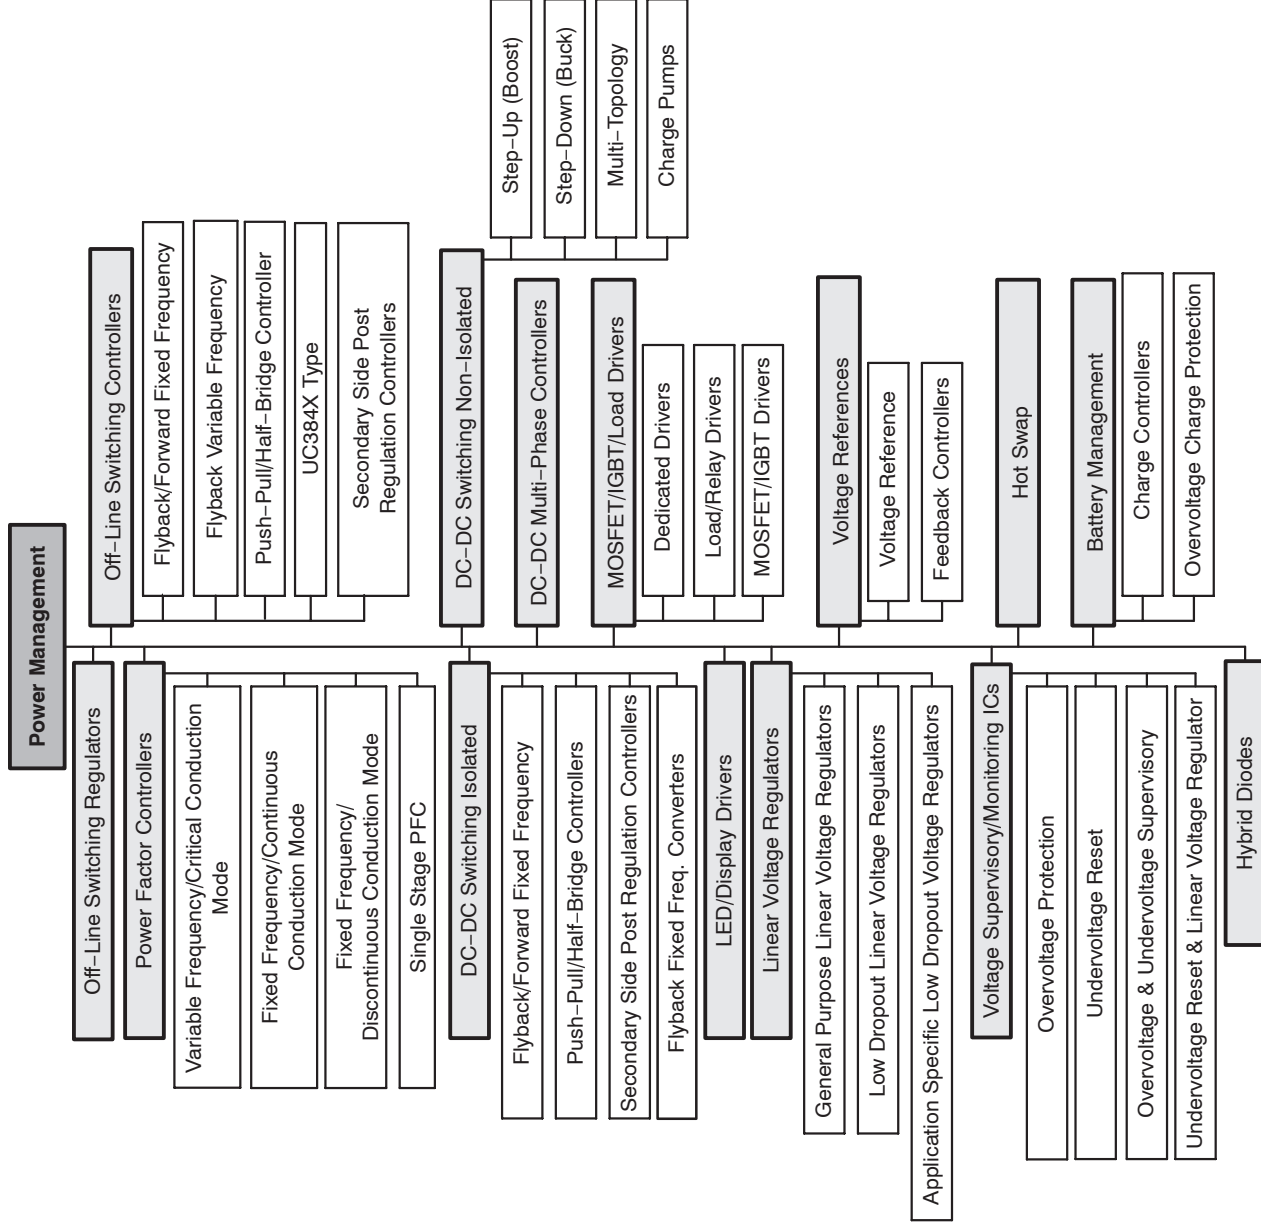 Power Management
Off-Line Switching Regulators
Power Factor Controllers
Variable Frequency/Critical Conduction
Mode
Fixed Frequency/Continuous
Conduction Mode
Fixed Frequency/
Discontinuous Conduction Mode
Single Stage PFC
DC-DC Switching Isolated
Flyback/Forward Fixed Frequency
Push-Pull/Half-Bridge Controllers
Secondary Side Post Regulation Controllers
Flyback Fixed Freq. Converters
LED/Display Drivers
Linear Voltage Regulators
General Purpose Linear Voltage Regulators
Low Dropout Linear Voltage Regulators
Application Specific Low Dropout Voltage Regulators
Voltage Supervisory/Monitoring ICs
Overvoltage Protection
Undervoltage Reset
Overvoltage & Undervoltage Supervisory
Undervoltage Reset & Linear Voltage Regulator
Hybrid Diodes
Off-Line Switching Controllers
Flyback/Forward Fixed Frequency
Flyback Variable Frequency
Push-Pull/Half-Bridge Controller
UC384X Type
Secondary Side Post
Regulation Controllers
DC-DC Switching Non-Isolated
Step-Up (Boost)
Step-Down (Buck)
Multi-Topology
Charge Pumps
DC-DC Multi-Phase Controllers
MOSFET/IGBT/Load Drivers
Dedicated Drivers
Load/Relay Drivers
MOSFET/IGBT Drivers
Voltage References
Voltage Reference
Feedback Controllers
Hot Swap
Battery Management
Charge Controllers
Overvoltage Charge Protection